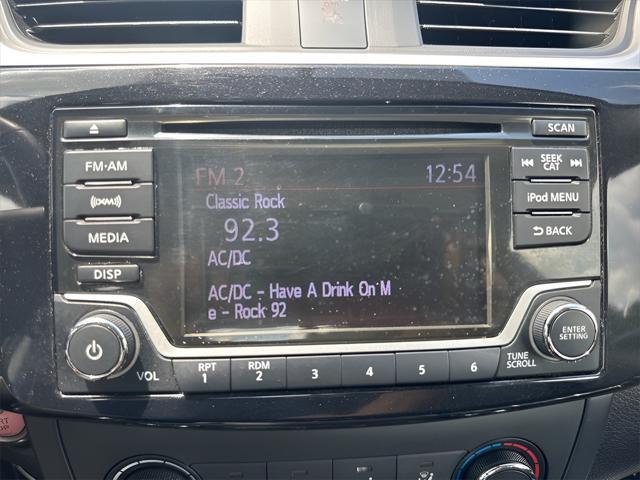 SCAN
FM·AM
SEEK
CAT
((XM))
iPod MENU
MEDIA
BACK
DISP
FM 2 12:54
Classic Rock
92.3
AC/DC
AC/DC - Have A Drink On M
e - Rock 92
VOL
RPT
1
RDM
2
3
4
5
6
TUNE
SCROLL
ENTER
SETTING